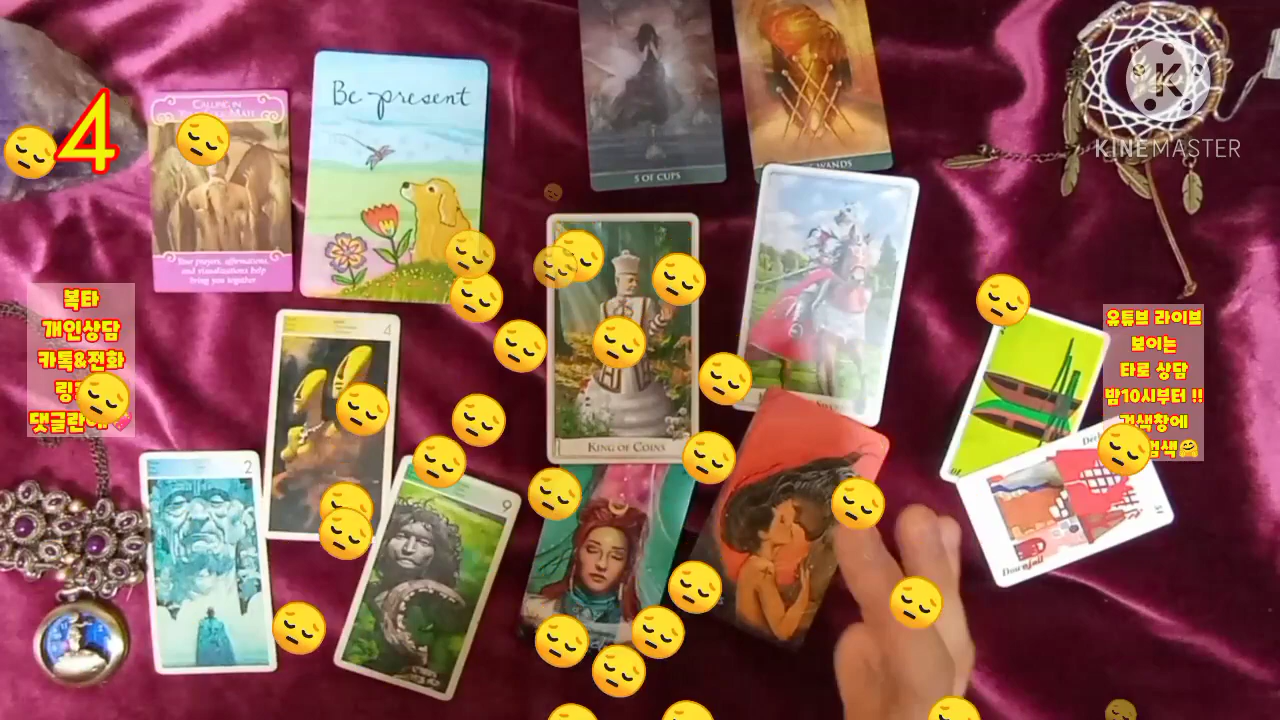 4
CALLING IN
Your prayers, affirmations,
and visualizations help
bring you together
Be present
5 OF CUPS
WANDS
KINEMASTER
복타
개인상담
카톡&전화
댓글란에
유튜브 라이브
보이는
타로 상담
밤10시부터 !!
검색창에
검색
4
2
9
KING OF COINS
Downfall